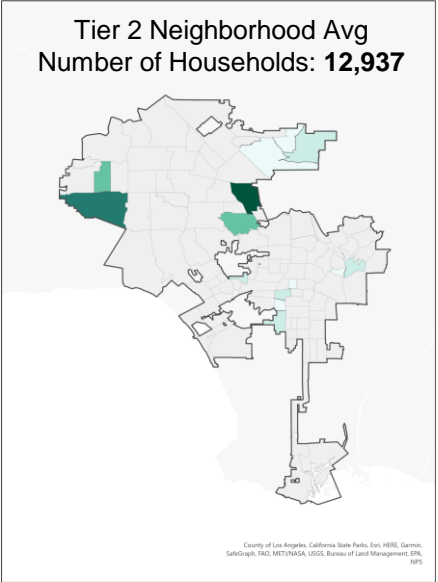 Tier 2 Neighborhood Avg
Number of Households: 12,937
County of Los Angeles, California State Parks, Esri, HERE, Garmin,
SafeGraph, FAO, METI/NASA, USGS, Bureau of Land Management, EPA,
NPS